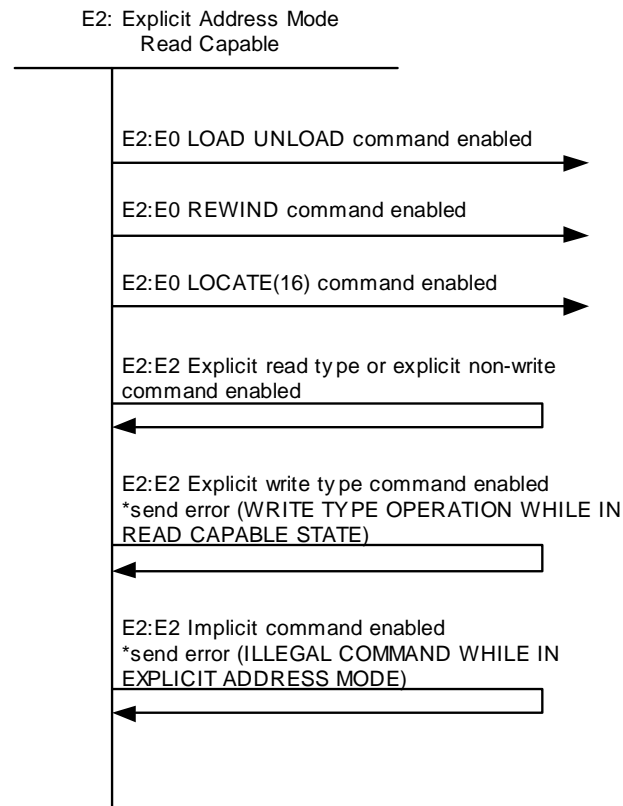 E2: Explicit Address Mode
Read Capable
E2:E0 LOAD UNLOAD command enabled
E2:E0 REWIND command enabled
E2:E0 LOCATE(16) command enabled
E2:E2 Explicit read type or explicit non-write
command enabled
E2:E2 Explicit write type command enabled
*send error (WRITE TYPE OPERATION WHILE IN
READ CAPABLE STATE)
E2:E2 Implicit command enabled
*send error (ILLEGAL COMMAND WHILE IN
EXPLICIT ADDRESS MODE)